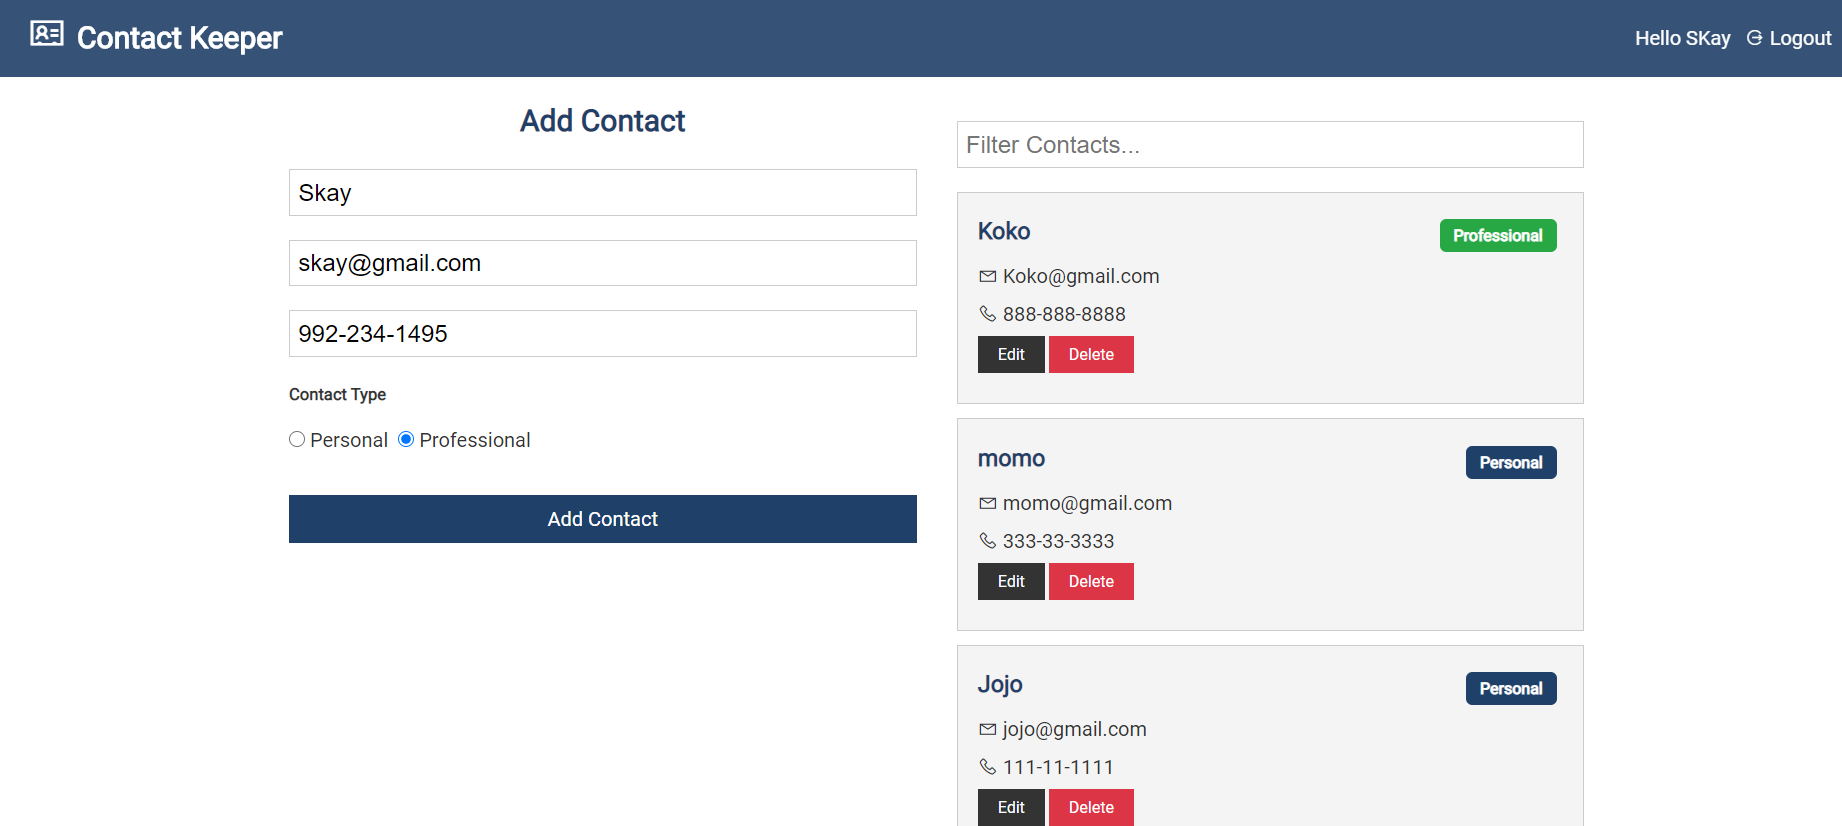 Contact Keeper
Hello SKay Logout
Add Contact
Skay
skay@gmail.com
992-234-1495
Contact Type
Personal Professional
Add Contact
Filter Contacts...
Koko
Professional
Koko@gmail.com
888-888-8888
Edit Delete
momo
Personal
momo@gmail.com
333-33-3333
Edit Delete
Jojo
Personal
jojo@gmail.com
111-11-1111
Edit Delete